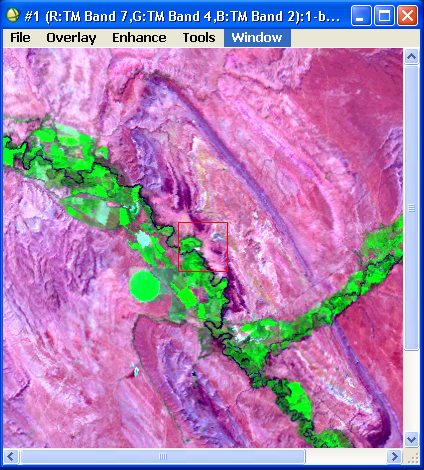 #1 (R:TM Band 7,G:TM Band 4,B:TM Band 2):1-b...
File Overlay Enhance Tools Window